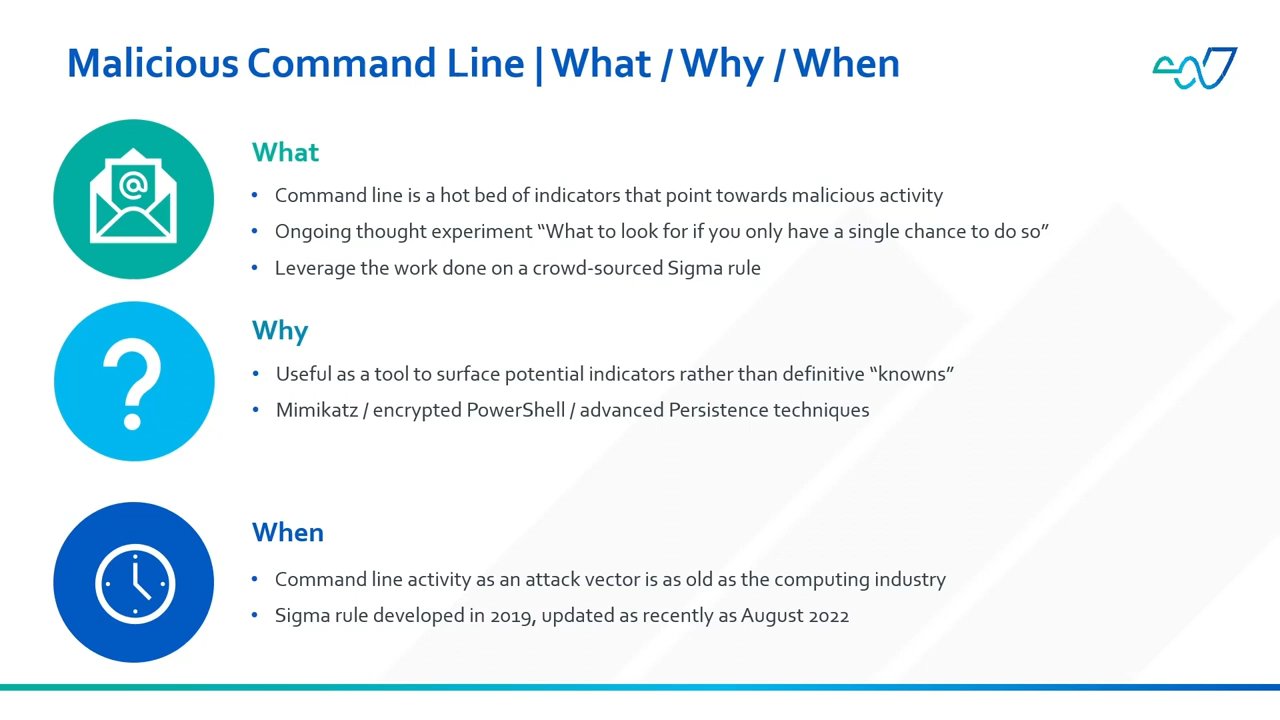 Malicious Command Line | What / Why / When
What
• Command line is a hot bed of indicators that point towards malicious activity
• Ongoing thought experiment “What to look for if you only have a single chance to do so”
• Leverage the work done on a crowd-sourced Sigma rule
Why
• Useful as a tool to surface potential indicators rather than definitive “knowns”
• Mimikatz / encrypted PowerShell / advanced Persistence techniques
When
• Command line activity as an attack vector is as old as the computing industry
• Sigma rule developed in 2019, updated as recently as August 2022